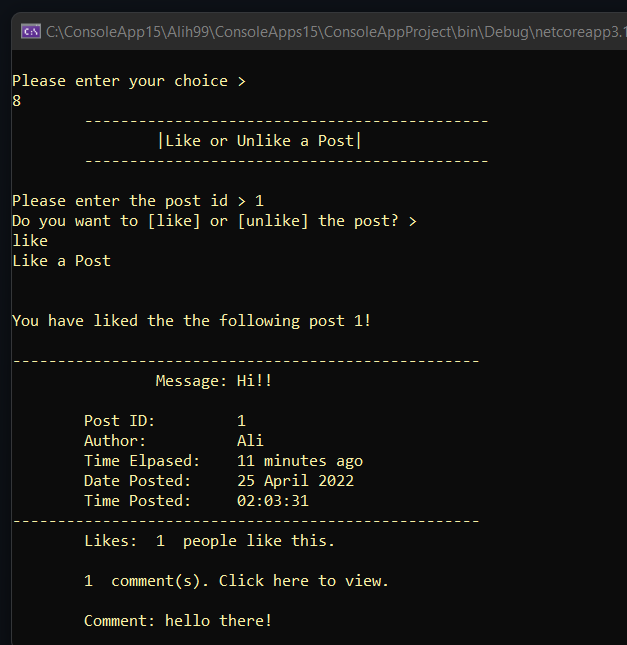 C:\ConsoleApp15\Alih99\ConsoleApps15\ConsoleAppProject\bin\Debug\netcoreapp3.1
Please enter your choice >
8
---------------------------------------------
|Like or Unlike a Post|
---------------------------------------------
Please enter the post id > 1
Do you want to [like] or [unlike] the post? >
like
Like a Post
You have liked the the following post 1!
----------------------------------------------------
Message: Hi!!
Post ID: 1
Author: Ali
Time Elpased: 11 minutes ago
Date Posted: 25 April 2022
Time Posted: 02:03:31
----------------------------------------------------
Likes: 1 people like this.
1 comment(s). Click here to view.
Comment: hello there!